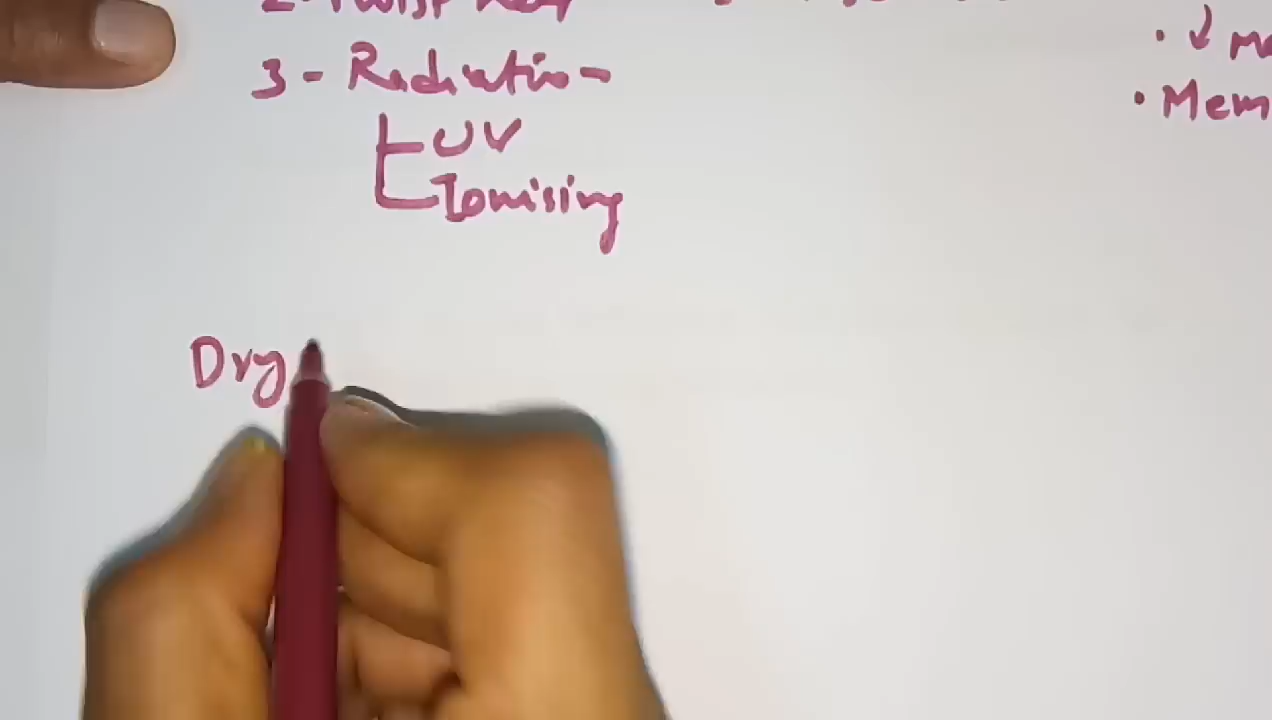 3 - Radiation
UV
Ionising
Dry
• ↓ M
• Mem